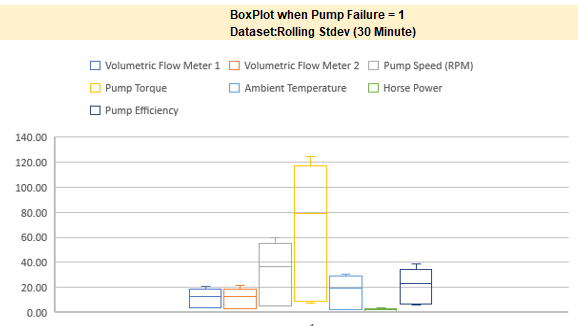 BoxPlot when Pump Failure = 1
Dataset:Rolling Stdev (30 Minute)
Volumetric Flow Meter 1 Volumetric Flow Meter 2 Pump Speed (RPM)
Pump Torque Ambient Temperature Horse Power
Pump Efficiency
140.00
120.00
100.00
80.00
60.00
40.00
20.00
0.00